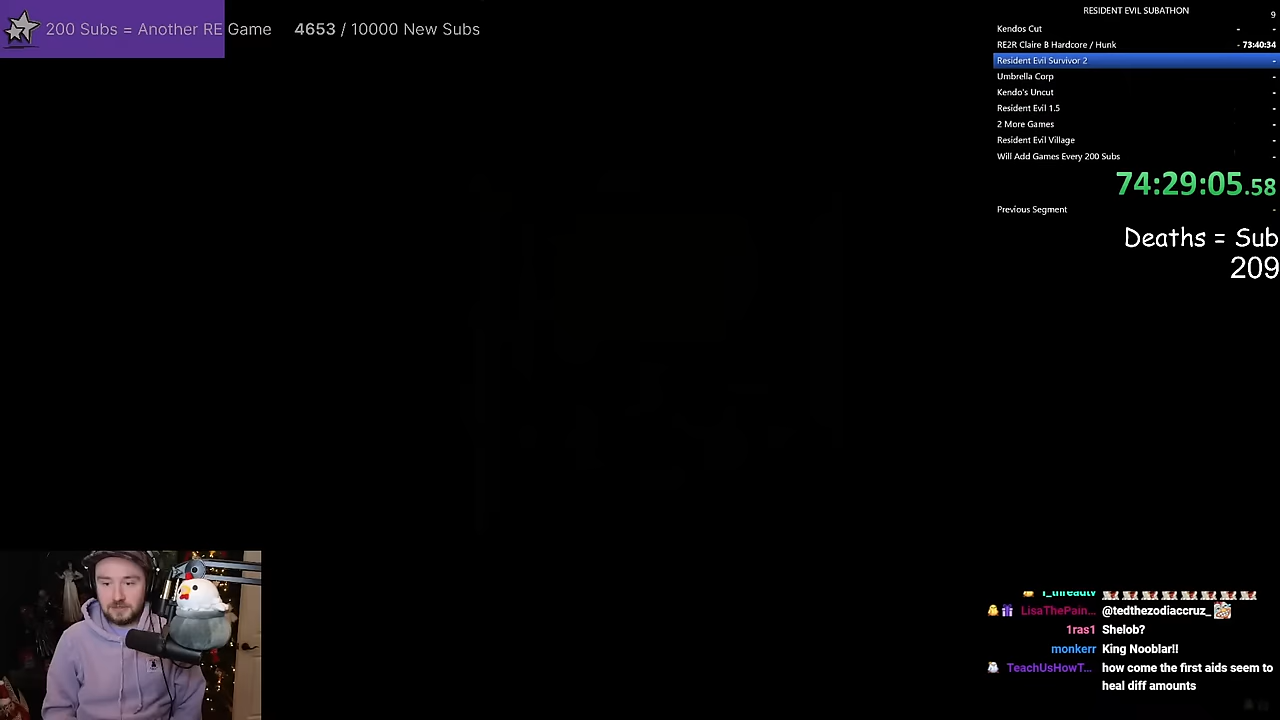 200 Subs = Another RE Game 4653 / 10000 New Subs
RESIDENT EVIL SUBATHON
9
Kendos Cut - -
RE2R Claire B Hardcore / Hunk - 73:40:34
Resident Evil Survivor 2 -
Umbrella Corp -
Kendo's Uncut -
Resident Evil 1.5 -
2 More Games -
Resident Evil Village -
Will Add Games Every 200 Subs -
74:29:05.58
Previous Segment -
Deaths = Sub
209
LisaThePain... @tedthezodiaccruz_
1ras1 Shelob?
monkerr King Nooblar!!
TeachUsHowT... how come the first aids seem to
heal diff amounts